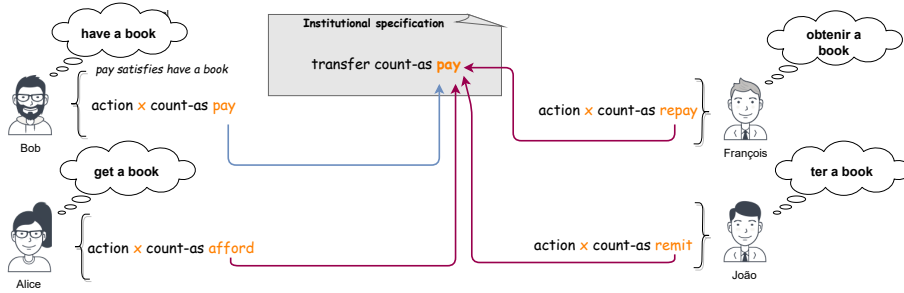 have a book
pay satisfies have a book
action x count-as pay
Bob
get a book
action x count-as afford
Alice
Institutional specification
transfer count-as pay
obtenir a
book
action x count-as repay
François
ter a book
action x count-as remit
João